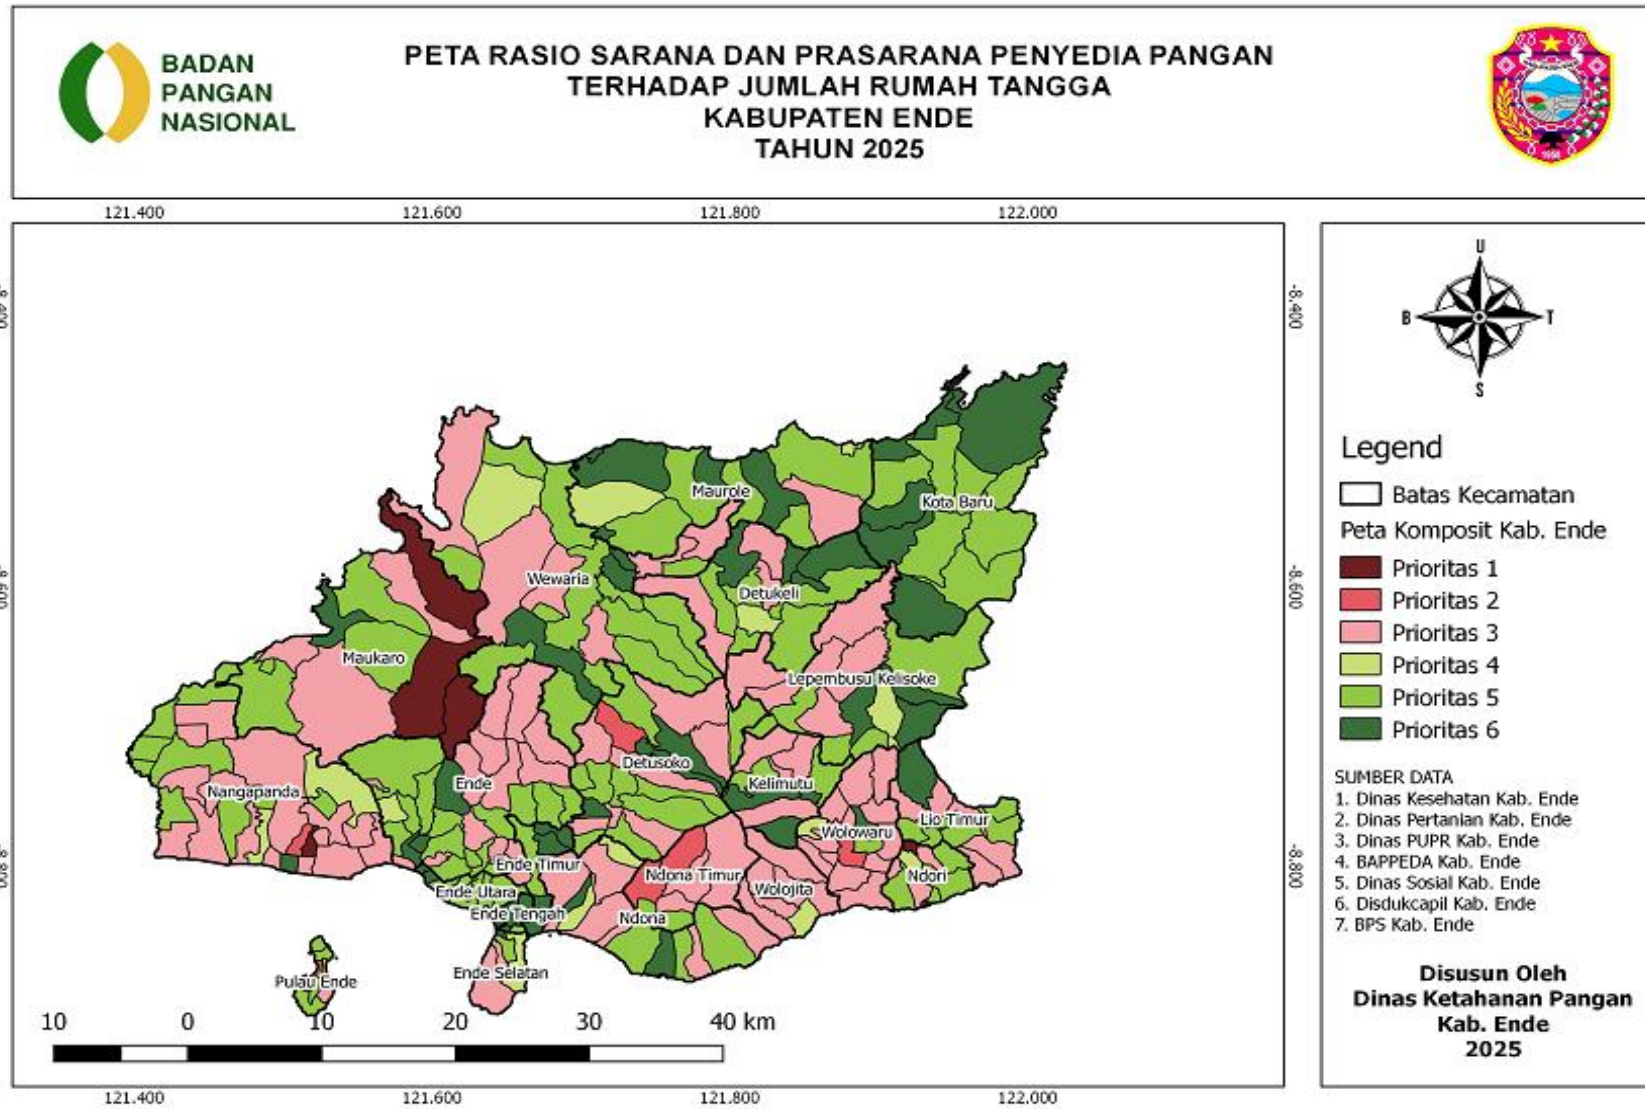 BADAN
PANGAN
NASIONAL
PETA RASIO SARANA DAN PRASARANA PENYEDIA PANGAN
TERHADAP JUMLAH RUMAH TANGGA
KABUPATEN ENDE
TAHUN 2025
1958
121.400 121.600 121.800 122.000
-8.400
-8.600
-8.800
Maurole
Kota Baru
Wewaria
Detukeli
Maukaro
Lepembusu Kelisoke
Detusoko
Ende
Kelimutu
Nangapanda
Lio Timur
Wolowaru
Ende Timur
Ndona Timur
Ndori
Wolojita
Ende Utara
Ende Tengah
Ndona
Ende Selatan
Pulau Ende
10 0 10 20 30 40 km
121.400 121.600 121.800 122.000
U
B T
S
Legend
Batas Kecamatan
Peta Komposit Kab. Ende
Prioritas 1
Prioritas 2
Prioritas 3
Prioritas 4
Prioritas 5
Prioritas 6
SUMBER DATA
1. Dinas Kesehatan Kab. Ende
2. Dinas Pertanian Kab. Ende
3. Dinas PUPR Kab. Ende
4. BAPPEDA Kab. Ende
5. Dinas Sosial Kab. Ende
6. Disdukcapil Kab. Ende
7. BPS Kab. Ende
Disusun Oleh
Dinas Ketahanan Pangan
Kab. Ende
2025